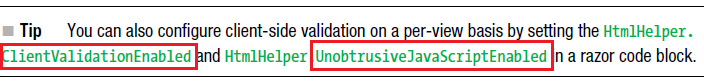 ■ Tip You can also configure client-side validation on a per-view basis by setting the HtmlHelper.
ClientValidationEnabled and HtmlHelper.UnobtrusiveJavaScriptEnabled in a razor code block.